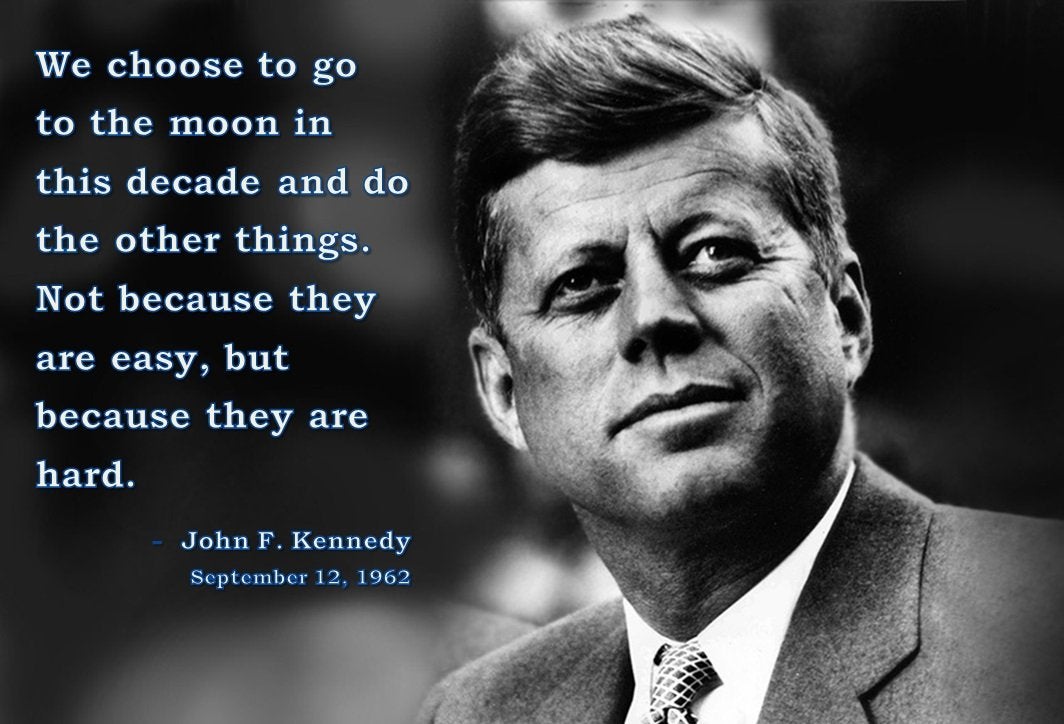 We choose to go
to the moon in
this decade and do
the other things.
Not because they
are easy, but
because they are
hard.
- John F. Kennedy
September 12, 1962